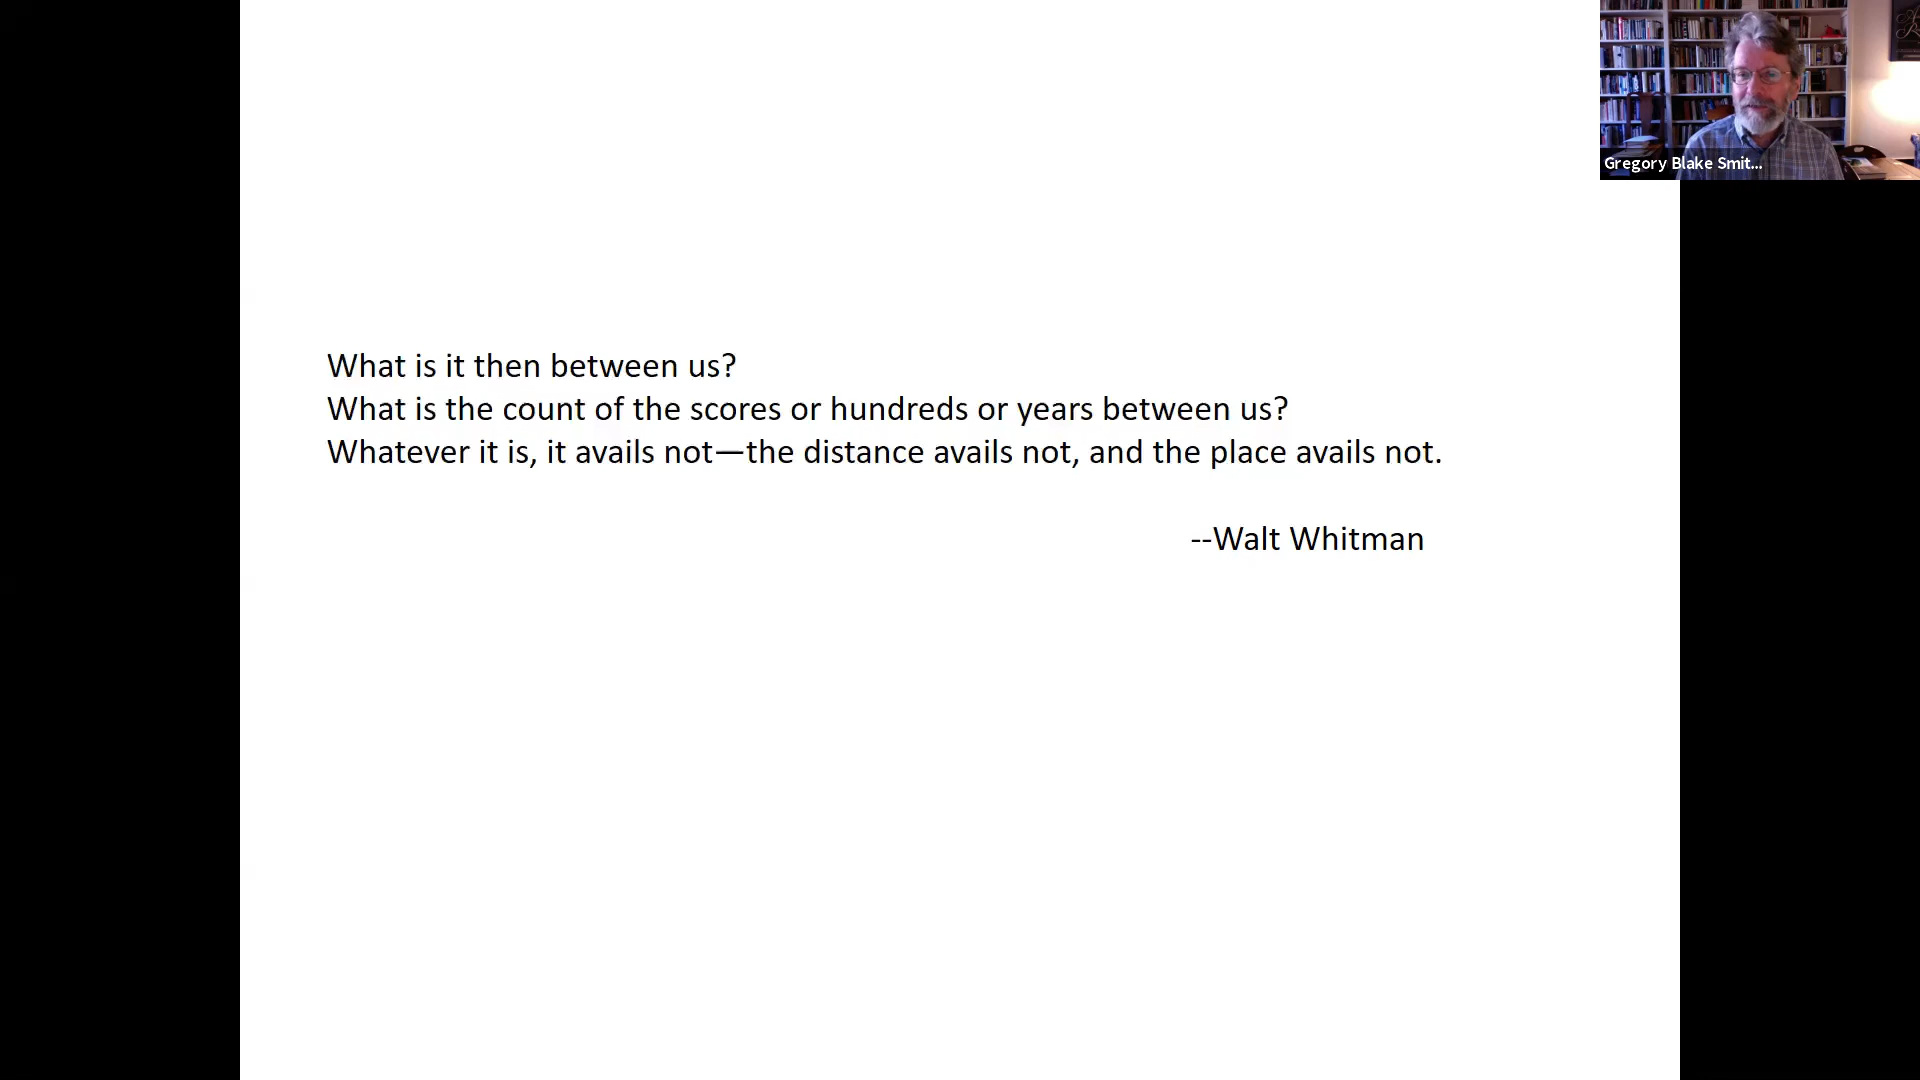 Gregory Blake Smit...
What is it then between us?
What is the count of the scores or hundreds or years between us?
Whatever it is, it avails not—the distance avails not, and the place avails not.
--Walt Whitman